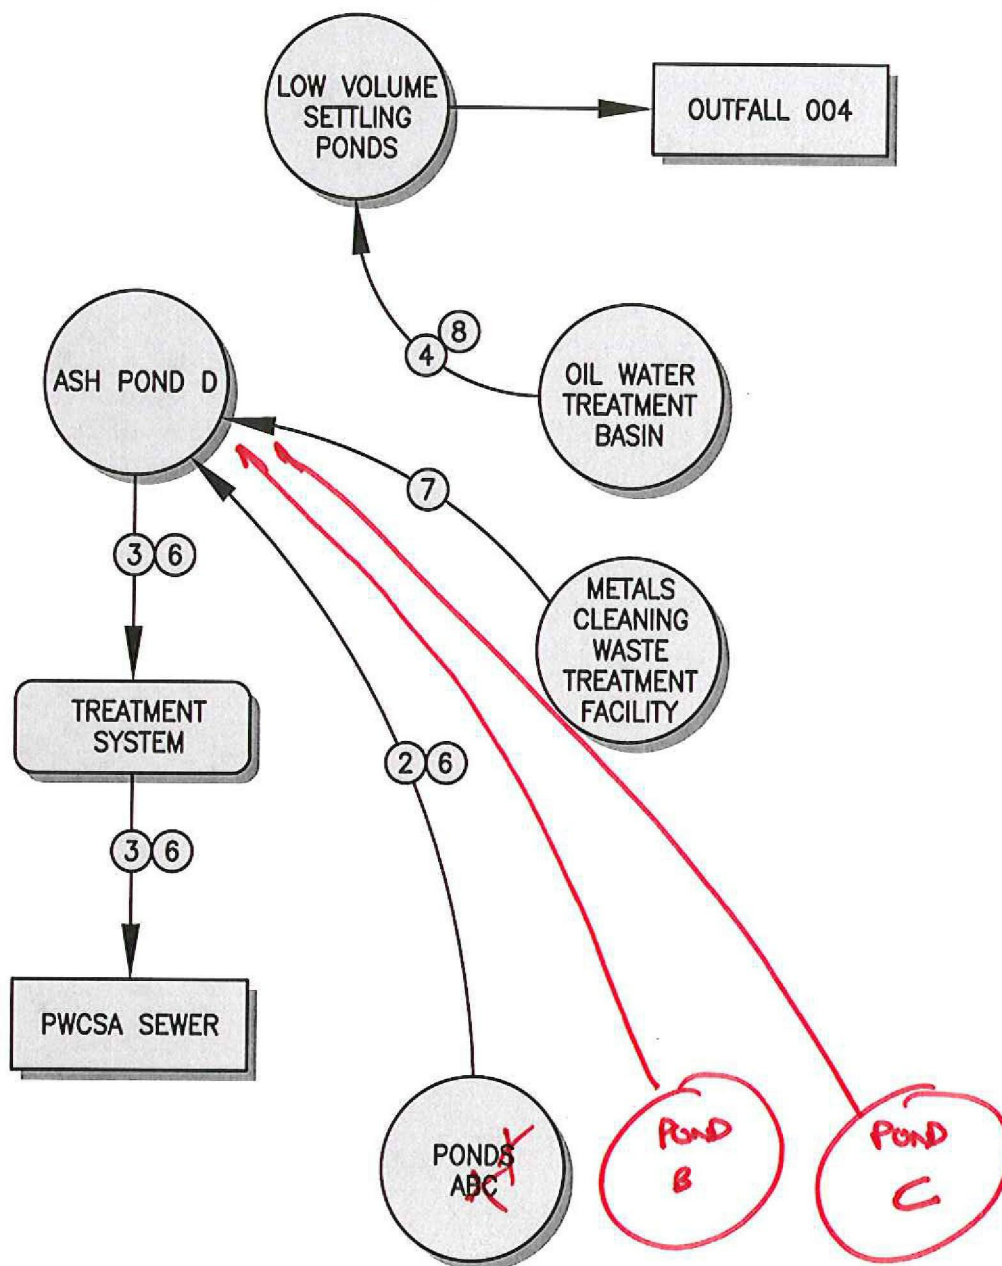 LOW VOLUME
SETTLING
PONDS
OUTFALL 004
8
4
ASH POND D
OIL WATER
TREATMENT
BASIN
7
3 6
METALS
CLEANING
WASTE
TREATMENT
FACILITY
TREATMENT
SYSTEM
2 6
3 6
PWCSA SEWER
PONDS
ABC
POND
B
POND
C